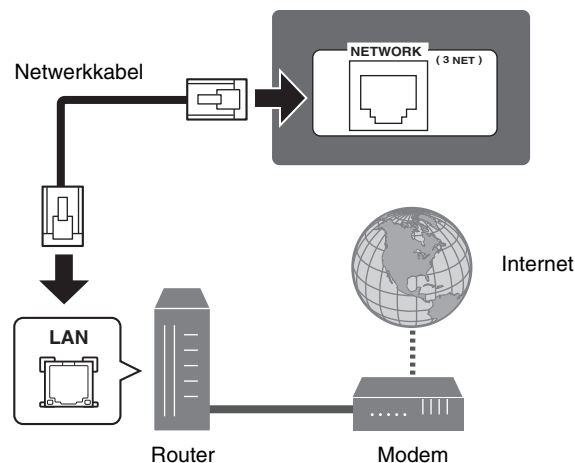 NETWORK
( 3 NET )
Netwerkkabel
Internet
LAN
Router
Modem